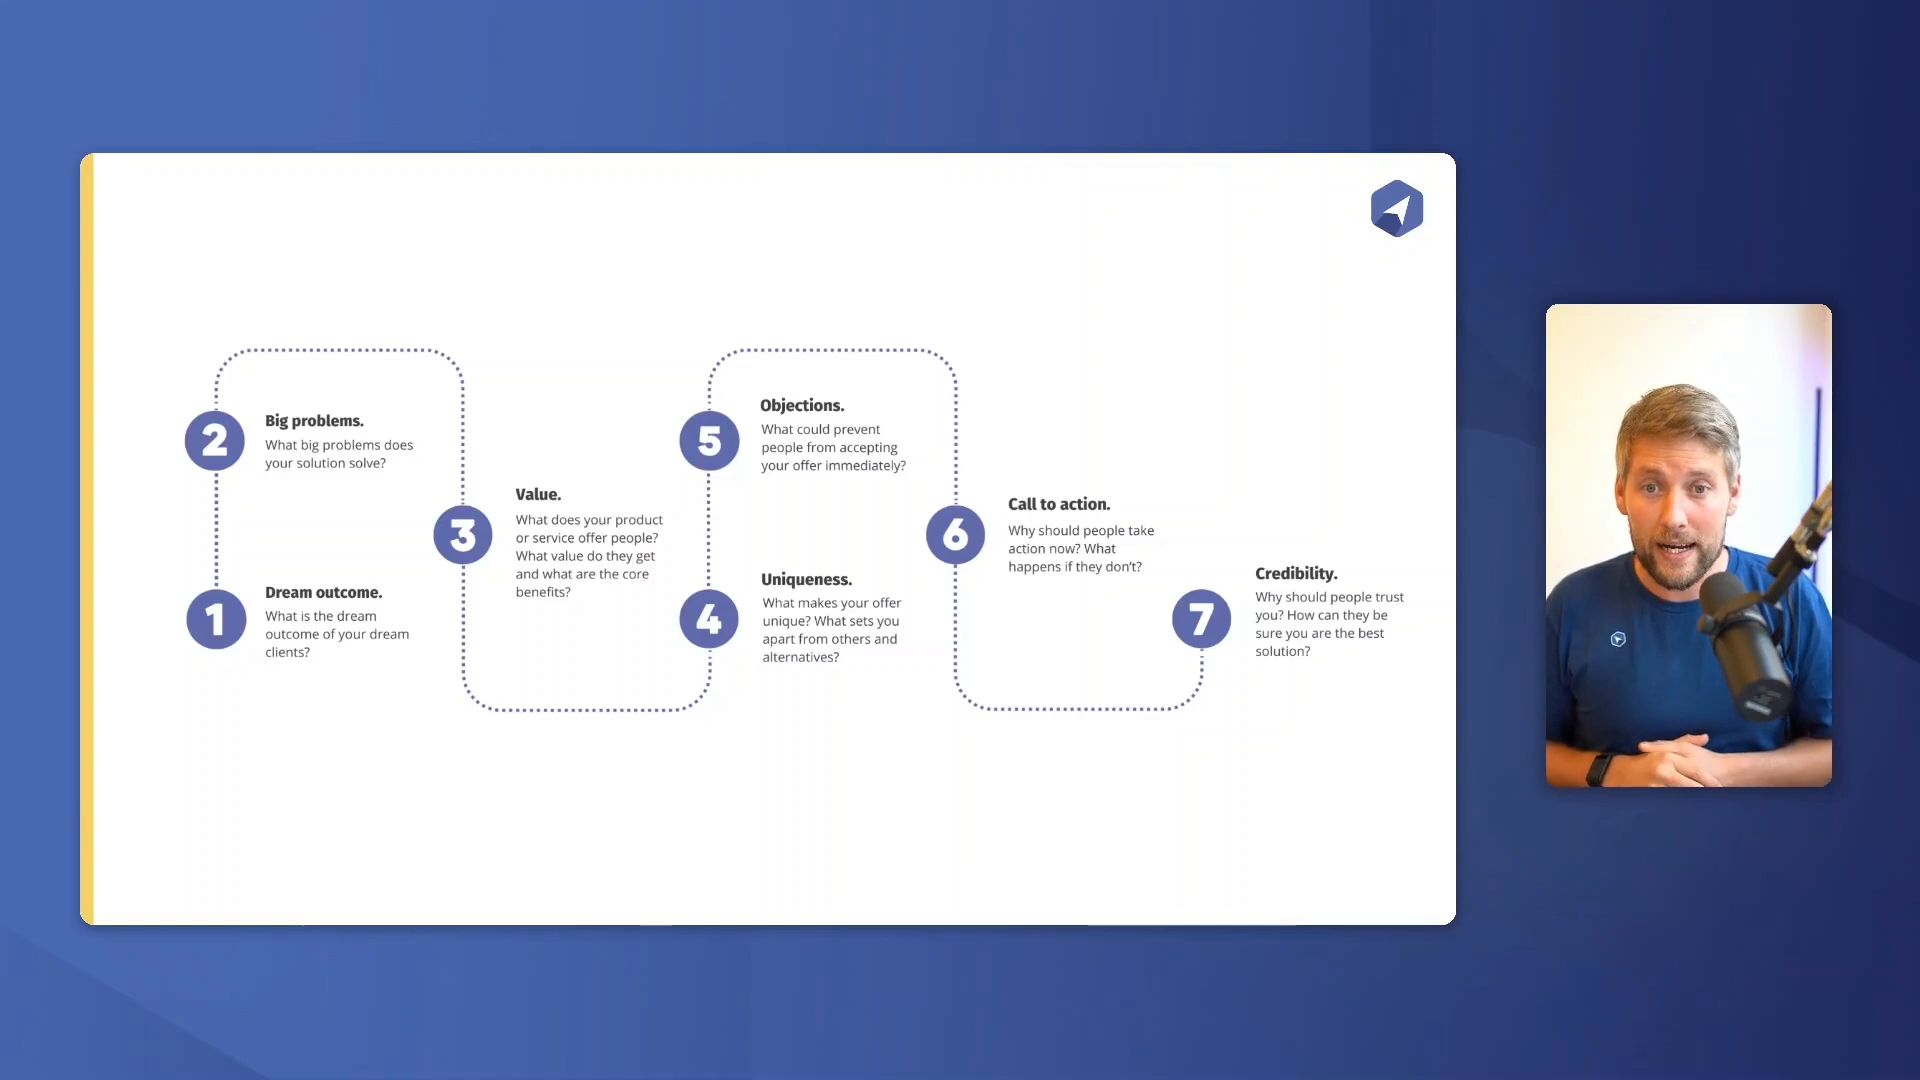 1
Dream outcome.
What is the dream
outcome of your dream
clients?
2
Big problems.
What big problems does
your solution solve?
3
Value.
What does your product
or service offer people?
What value do they get
and what are the core
benefits?
4
Uniqueness.
What makes your offer
unique? What sets you
apart from others and
alternatives?
5
Objections.
What could prevent
people from accepting
your offer immediately?
6
Call to action.
Why should people take
action now? What
happens if they don't?
7
Credibility.
Why should people trust
you? How can they be
sure you are the best
solution?